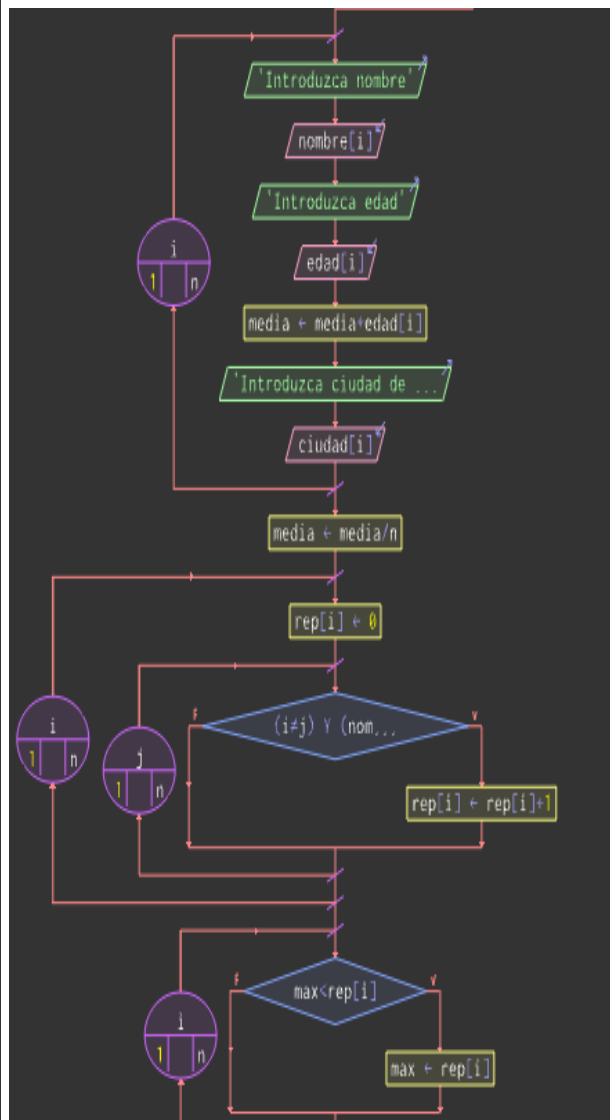 'Introduzca nombre'
nombre[i]
'Introduzca edad'
i
1 n
edad[i]
media ← media+edad[i]
'Introduzca ciudad de ...
ciudad[i]
media ← media/n
rep[i] ← 0
i
1 n
j
1 n
F
(i≠j) Y (nom...
V
rep[i] ← rep[i]+1
F
max<rep[i]
V
i
1 n
max ← rep[i]